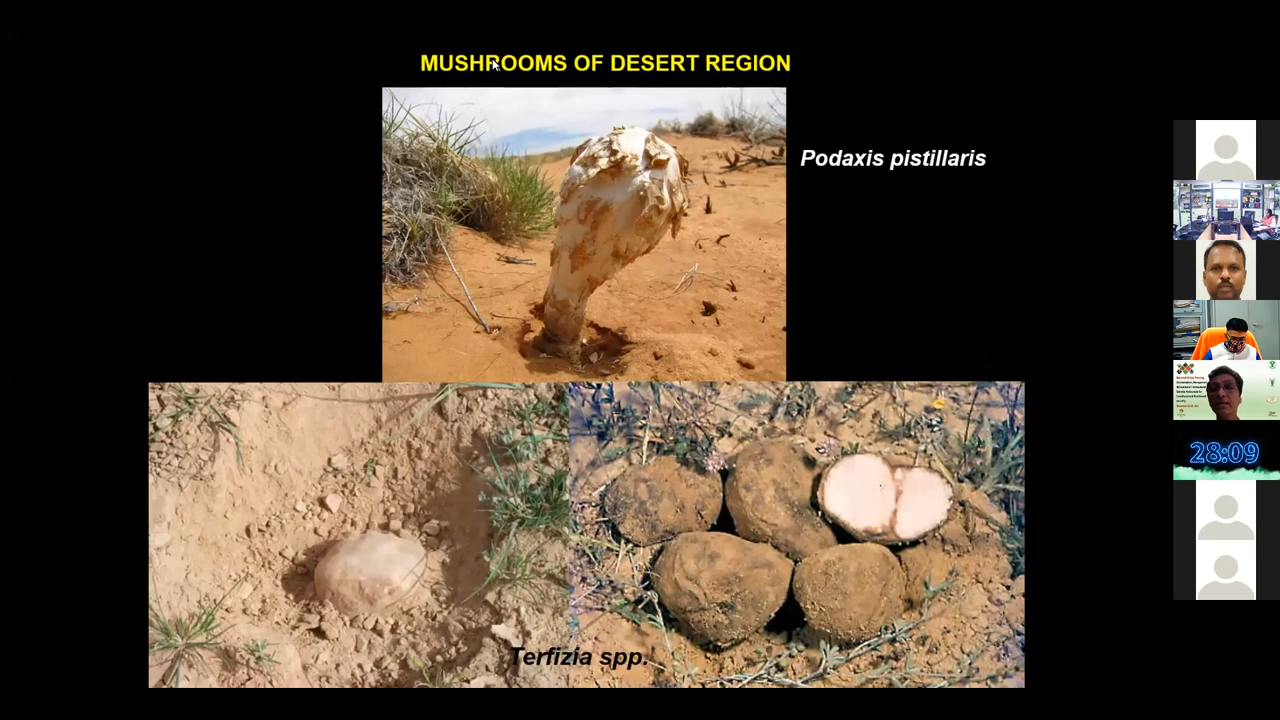 MUSHROOMS OF DESERT REGION
Podaxis pistillaris
Terfizia spp.
28:09